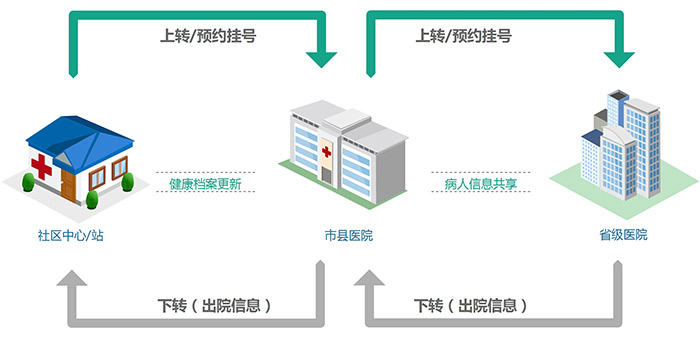 上转/预约挂号
上转/预约挂号
健康档案更新
病人信息共享
社区中心/站
市县医院
省级医院
下转（出院信息）
下转（出院信息）